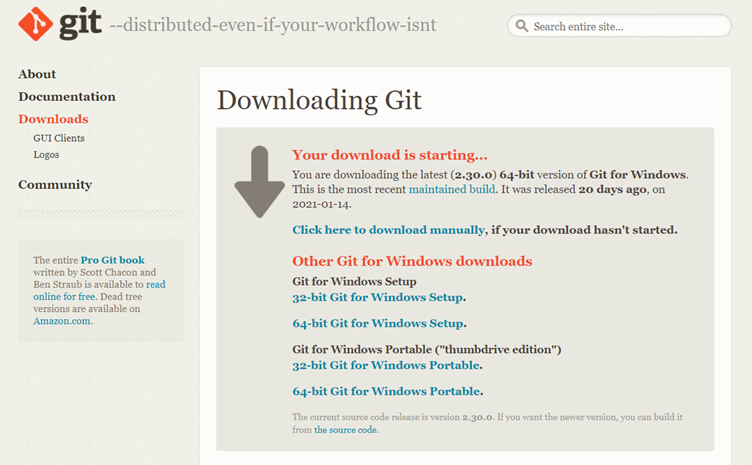 git --distributed-even-if-your-workflow-isnt
Search entire site...
About
Documentation
Downloads
GUI Clients
Logos
Community
The entire Pro Git book
written by Scott Chacon and
Ben Straub is available to read
online for free. Dead tree
versions are available on
Amazon.com.
Downloading Git
Your download is starting...
You are downloading the latest (2.30.0) 64-bit version of Git for Windows.
This is the most recent maintained build. It was released 20 days ago, on
2021-01-14.
Click here to download manually, if your download hasn't started.
Other Git for Windows downloads
Git for Windows Setup
32-bit Git for Windows Setup.
64-bit Git for Windows Setup.
Git for Windows Portable ("thumbdrive edition")
32-bit Git for Windows Portable.
64-bit Git for Windows Portable.
The current source code release is version 2.30.0. If you want the newer version, you can build it
from the source code.